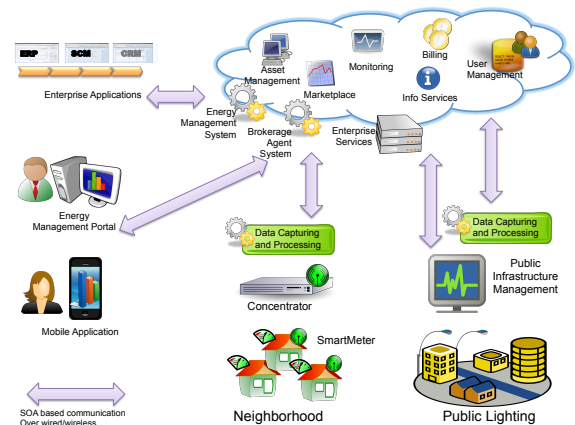 ERP SCM CRM
Enterprise Applications
Asset
Management
Marketplace
Monitoring
Billing
Info Services
User
Management
Energy
Management
System
Brokerage
Agent
System
Enterprise
Services
Energy
Management Portal
Data Capturing
and Processing
Data Capturing
and Processing
Concentrator
Public
Infrastructure
Management
Mobile Application
SmartMeter
Neighborhood
Public Lighting
SOA based communication
Over wired/wireless